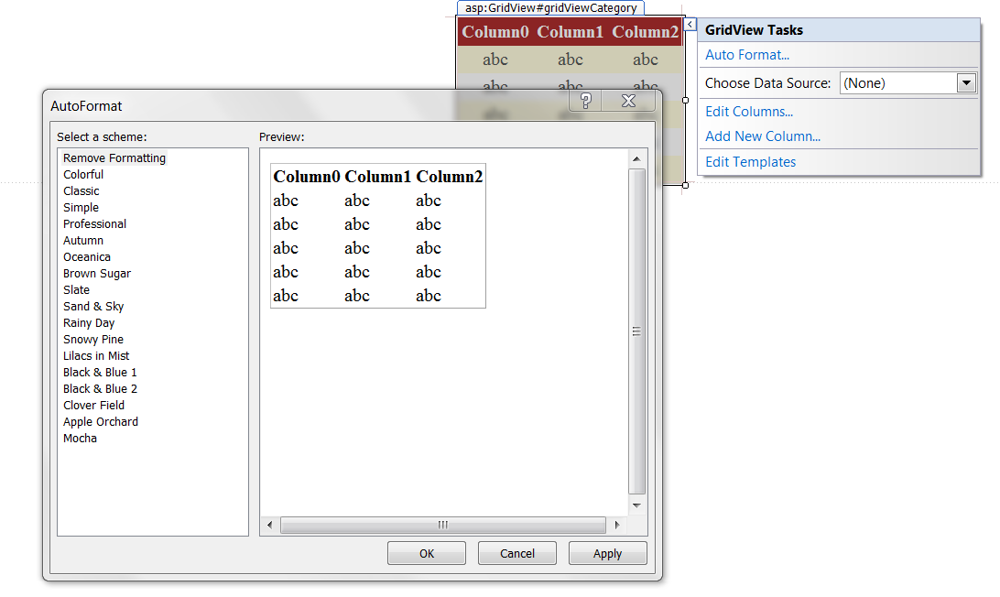 asp:GridView#gridViewCategory
Column0 Column1 Column2
abc abc abc
abc abc abc
GridView Tasks
Auto Format...
Choose Data Source: (None)
Edit Columns...
Add New Column...
Edit Templates
AutoFormat
?
Select a scheme:
Remove Formatting
Colorful
Classic
Simple
Professional
Autumn
Oceanica
Brown Sugar
Slate
Sand & Sky
Rainy Day
Snowy Pine
Lilacs in Mist
Black & Blue 1
Black & Blue 2
Clover Field
Apple Orchard
Mocha
Preview:
Column0 Column1 Column2
abc abc abc
abc abc abc
abc abc abc
abc abc abc
abc abc abc
OK Cancel Apply